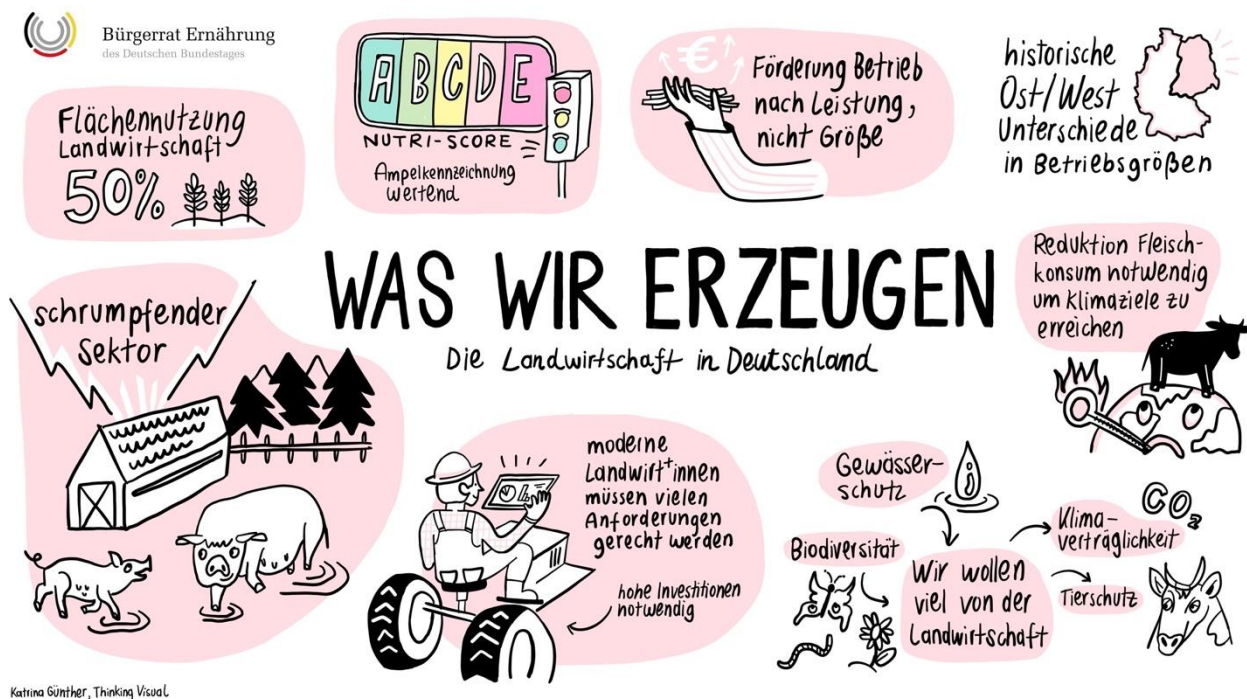 Bürgerrat Ernährung
des Deutschen Bundestages
Flächennutzung
Landwirtschaft
50%
A B C D E
NUTRI-SCORE
Ampelkennzeichnung
wertend
€
Förderung Betrieb
nach Leistung,
nicht Größe
historische
Ost/West
Unterschiede
in Betriebsgrößen
WAS WIR ERZEUGEN
Die Landwirtschaft in Deutschland
schrumpfender
Sektor
Reduktion Fleisch-
konsum notwendig
um Klimaziele zu
erreichen
moderne
Landwirt*innen
müssen vielen
Anforderungen
gerecht werden
hohe Investitionen
notwendig
Gewässer-
schutz
Biodiversität
Wir wollen
viel von der
Landwirtschaft
CO₂
Klima-
verträglichkeit
Tierschutz
Katrina Günther, Thinking Visual